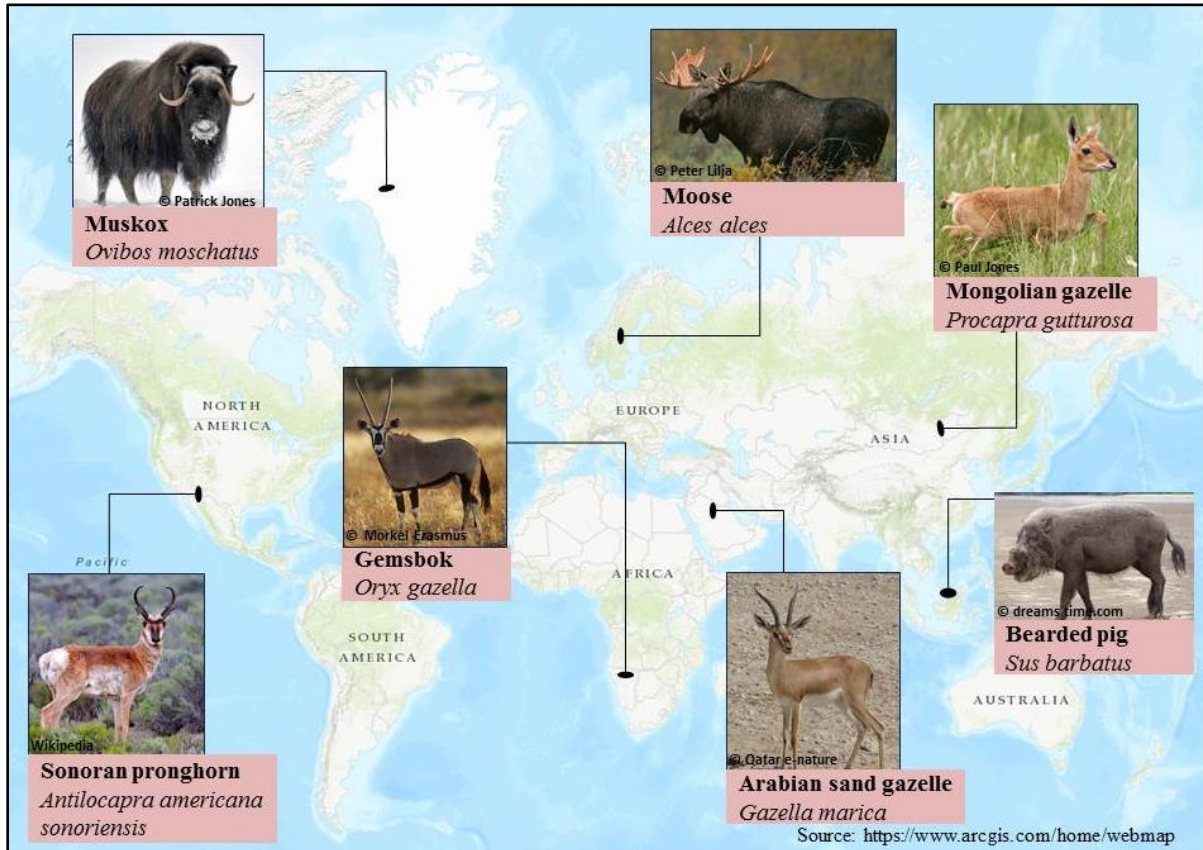 © Patrick Jones
Muskox
Ovibos moschatus
© Peter Lilja
Moose
Alces alces
© Paul Jones
Mongolian gazelle
Procapra gutturosa
NORTH
AMERICA
EUROPE
ASIA
© Morkel Erasmus
Gemsbok
Oryx gazella
Pacific
AFRICA
© dreams time.com
Bearded pig
Sus barbatus
SOUTH
AMERICA
AUSTRALIA
Wikipedia
Sonoran pronghorn
Antilocapra americana
sonoriensis
© Qatar e-nature
Arabian sand gazelle
Gazella marica
Source: https://www.arcgis.com/home/webmap